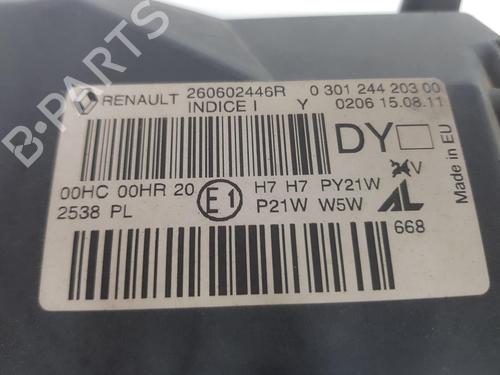 RENAULT 260602446R 0 301 244 203 00
INDICE I Y 0206 15.08.11
DY
00HC 00HR 20 E1 H7 H7 PY21W V
2538 PL P21W W5W AL
668
Made in EU
B-PARTS